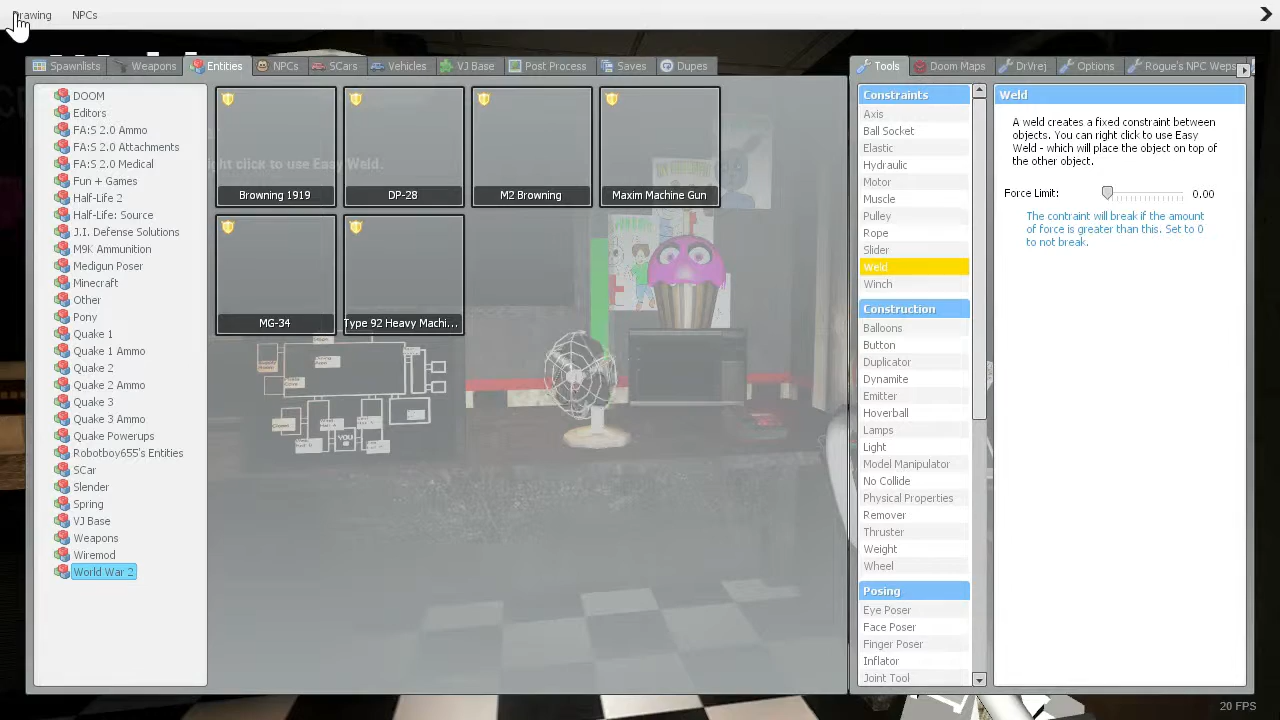 Drawing NPCs
Spawnlists Weapons Entities NPCs SCars Vehicles VJ Base Post Process Saves Dupes
Tools Doom Maps DrVrej Options Rogue's NPC Weps
DOOM
Editors
FA:S 2.0 Ammo
FA:S 2.0 Attachments
FA:S 2.0 Medical
Fun + Games
Half-Life 2
Half-Life: Source
J.I. Defense Solutions
M9K Ammunition
Medigun Poser
Minecraft
Other
Pony
Quake 1
Quake 1 Ammo
Quake 2
Quake 2 Ammo
Quake 3
Quake 3 Ammo
Quake Powerups
Robotboy655's Entities
SCar
Slender
Spring
VJ Base
Weapons
Wiremod
World War 2
ight click to use Easy Weld.
Browning 1919 DP-28 M2 Browning Maxim Machine Gun
MG-34 Type 92 Heavy Machi...
YOU
Constraints
Axis
Ball Socket
Elastic
Hydraulic
Motor
Muscle
Pulley
Rope
Slider
Weld
Winch
Construction
Balloons
Button
Duplicator
Dynamite
Emitter
Hoverball
Lamps
Light
Model Manipulator
No Collide
Physical Properties
Remover
Thruster
Weight
Wheel
Posing
Eye Poser
Face Poser
Finger Poser
Inflator
Joint Tool
Weld
A weld creates a fixed constraint between
objects. You can right click to use Easy
Weld - which will place the object on top of
the other object.
Force Limit: 0.00
The contraint will break if the amount
of force is greater than this. Set to 0
to not break.
20 FPS